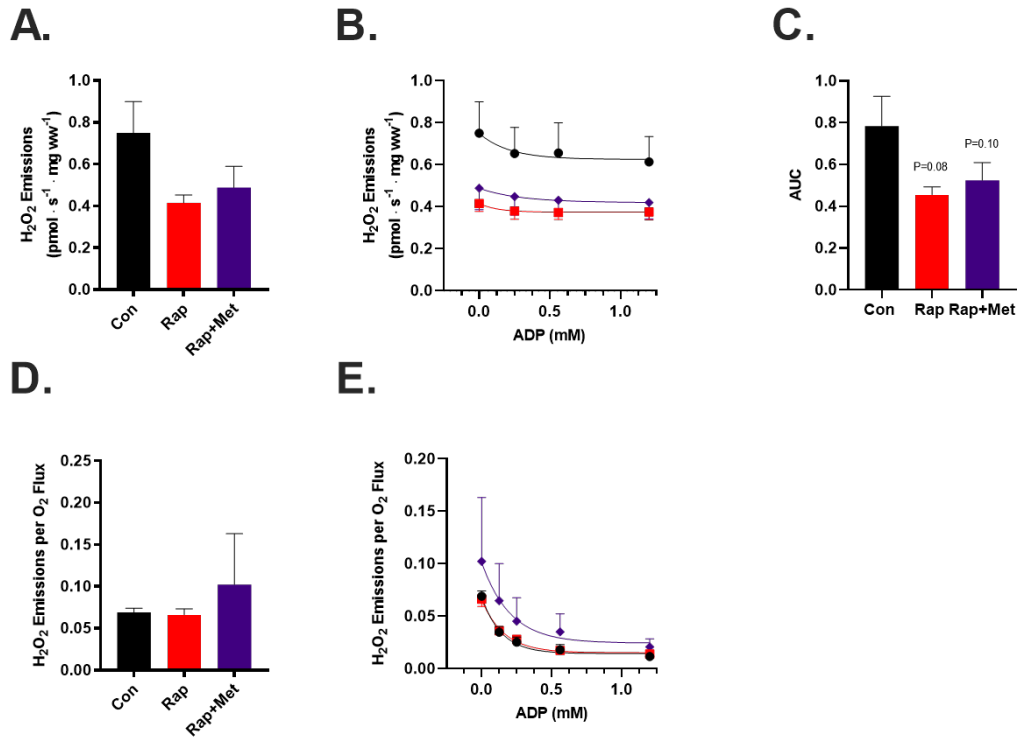 A.
B.
C.
H₂O₂ Emissions
(pmol · s⁻¹ · mg ww⁻¹)
1.0
0.8
0.6
0.4
0.2
0.0
Con
Rap
Rap+Met
H₂O₂ Emissions
(pmol · s⁻¹ · mg ww⁻¹)
1.0
0.8
0.6
0.4
0.2
0.0
0.0 0.5 1.0
ADP (mM)
AUC
1.0
0.8
0.6
0.4
0.2
0.0
P=0.08
P=0.10
Con Rap Rap+Met
D.
E.
H₂O₂ Emissions per O₂ Flux
0.25
0.20
0.15
0.10
0.05
0.00
Con
Rap
Rap+Met
H₂O₂ Emissions per O₂ Flux
0.20
0.15
0.10
0.05
0.00
0.0 0.5 1.0
ADP (mM)